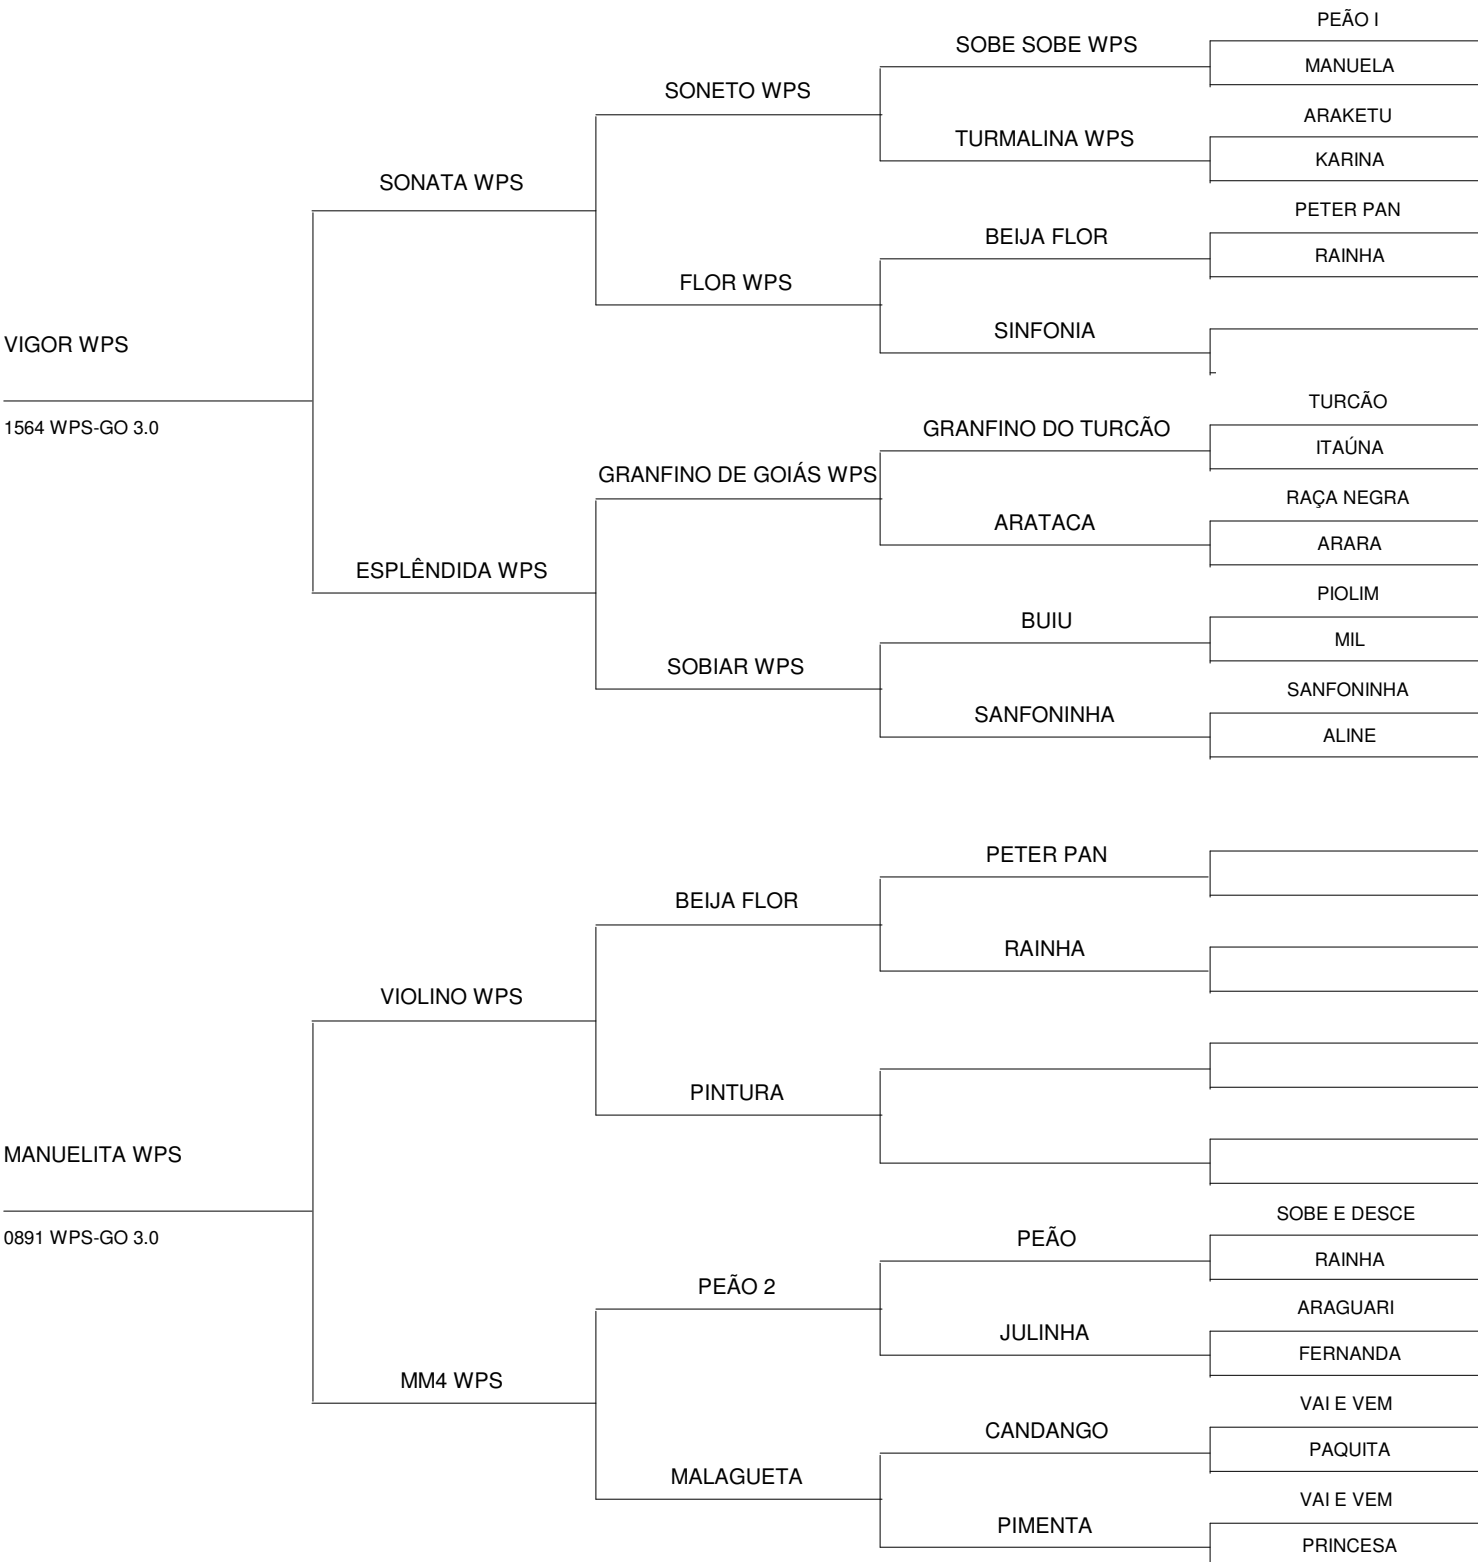 PEÃO I
SOBE SOBE WPS
MANUELA
SONETO WPS
ARAKETU
TURMALINA WPS
KARINA
SONATA WPS
PETER PAN
BEIJA FLOR
RAINHA
FLOR WPS
SINFONIA
VIGOR WPS
1564 WPS-GO 3.0
TURCÃO
GRANFINO DO TURCÃO
ITAÚNA
GRANFINO DE GOIÁS WPS
RAÇA NEGRA
ARATACA
ARARA
ESPLÊNDIDA WPS
PIOLIM
BUIU
MIL
SOBIAR WPS
SANFONINHA
SANFONINHA
ALINE
PETER PAN
BEIJA FLOR
RAINHA
VIOLINO WPS
PINTURA
MANUELITA WPS
0891 WPS-GO 3.0
SOBE E DESCE
PEÃO
RAINHA
PEÃO 2
ARAGUARI
JULINHA
FERNANDA
MM4 WPS
VAI E VEM
CANDANGO
PAQUITA
MALAGUETA
VAI E VEM
PIMENTA
PRINCESA